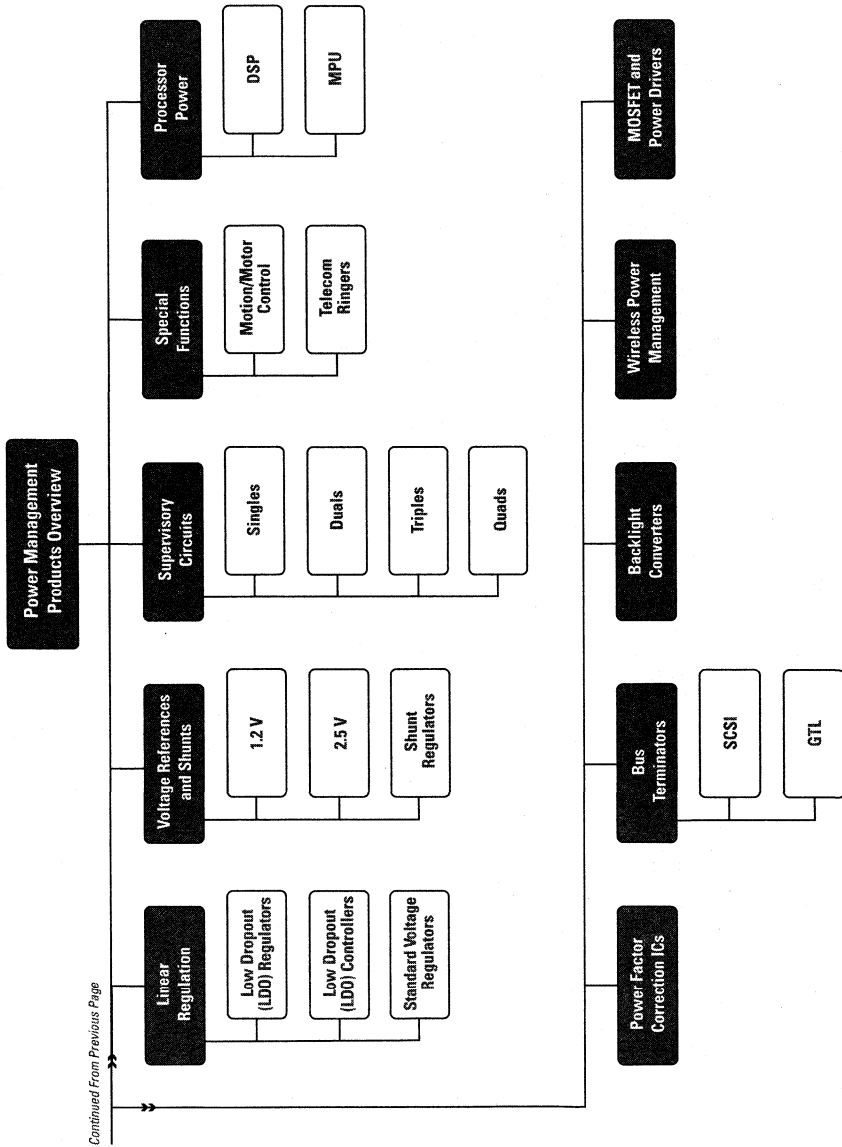 Power Management
Products Overview
Continued From Previous Page
Linear
Regulation
Low Dropout
(LDO) Regulators
Low Dropout
(LDO) Controllers
Standard Voltage
Regulators
Voltage References
and Shunts
1.2 V
2.5 V
Shunt
Regulators
Supervisory
Circuits
Singles
Duals
Triples
Quads
Special
Functions
Motion/Motor
Control
Telecom
Ringers
Processor
Power
DSP
MPU
Power Factor
Correction ICs
Bus
Terminators
SCSI
GTL
Backlight
Converters
Wireless Power
Management
MOSFET and
Power Drivers